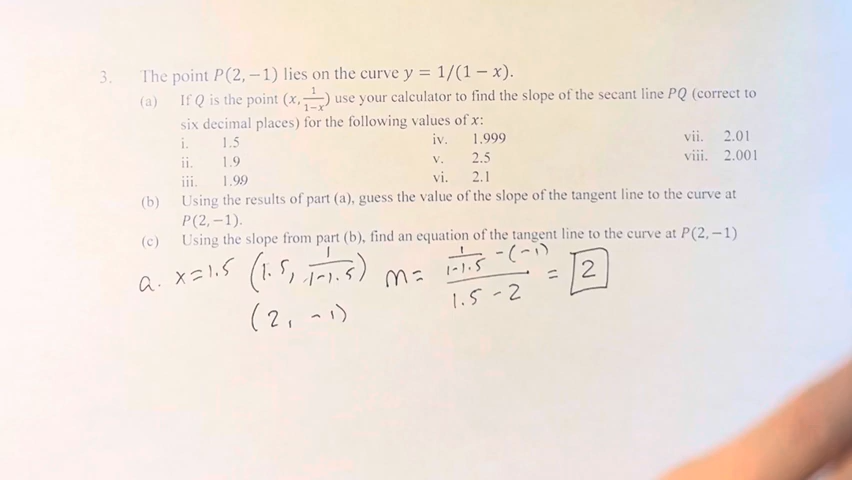 3. The point P(2, −1) lies on the curve y = 1/(1 − x).
(a) If Q is the point (x, 1/(1−x)) use your calculator to find the slope of the secant line PQ (correct to
six decimal places) for the following values of x:
i. 1.5 iv. 1.999 vii. 2.01
ii. 1.9 v. 2.5 viii. 2.001
iii. 1.99 vi. 2.1
(b) Using the results of part (a), guess the value of the slope of the tangent line to the curve at
P(2, −1).
(c) Using the slope from part (b), find an equation of the tangent line to the curve at P(2, −1)
a. x=1.5 (1.5, 1/(1-1.5)) m= (1/(1-1.5) -(-1))/(1.5-2) = 2
(2, -1)